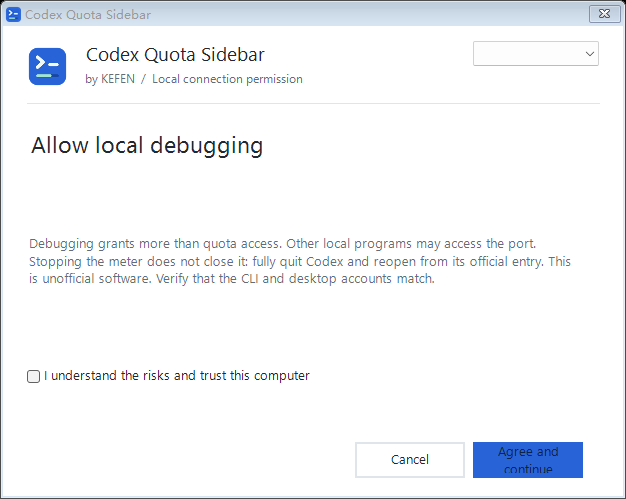 Codex Quota Sidebar
Codex Quota Sidebar
by KEFEN / Local connection permission
Allow local debugging
Debugging grants more than quota access. Other local programs may access the port.
Stopping the meter does not close it: fully quit Codex and reopen from its official entry. This
is unofficial software. Verify that the CLI and desktop accounts match.
I understand the risks and trust this computer
Cancel
Agree and
continue